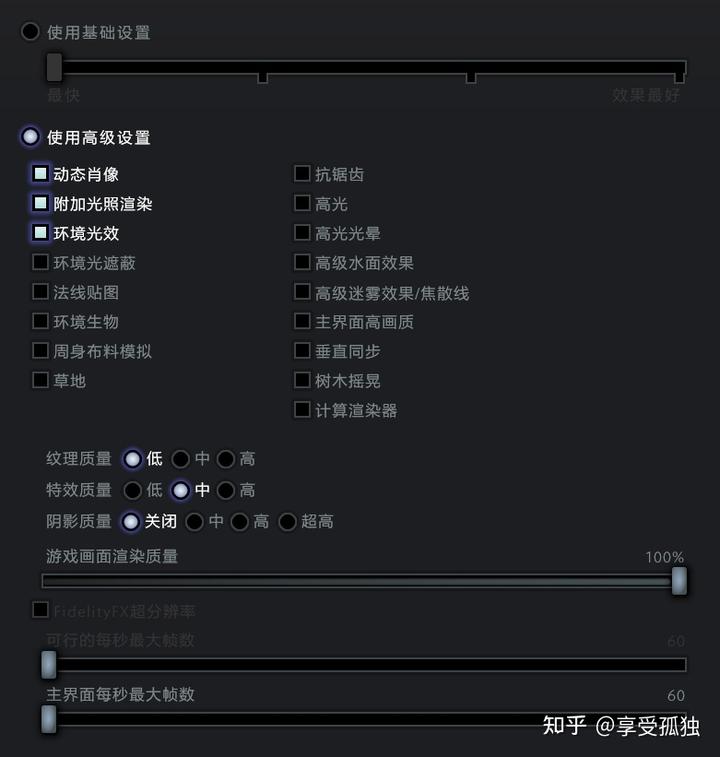 使用基础设置
最快 效果最好
使用高级设置
动态肖像 抗锯齿
附加光照渲染 高光
环境光效 高光光晕
环境光遮蔽 高级水面效果
法线贴图 高级迷雾效果/焦散线
环境生物 主界面高画质
周身布料模拟 垂直同步
草地 树木摇晃
计算渲染器
纹理质量 低 中 高
特效质量 低 中 高
阴影质量 关闭 中 高 超高
游戏画面渲染质量 100%
FidelityFX超分辨率
可行的每秒最大帧数 60
主界面每秒最大帧数 60
知乎 @享受孤独